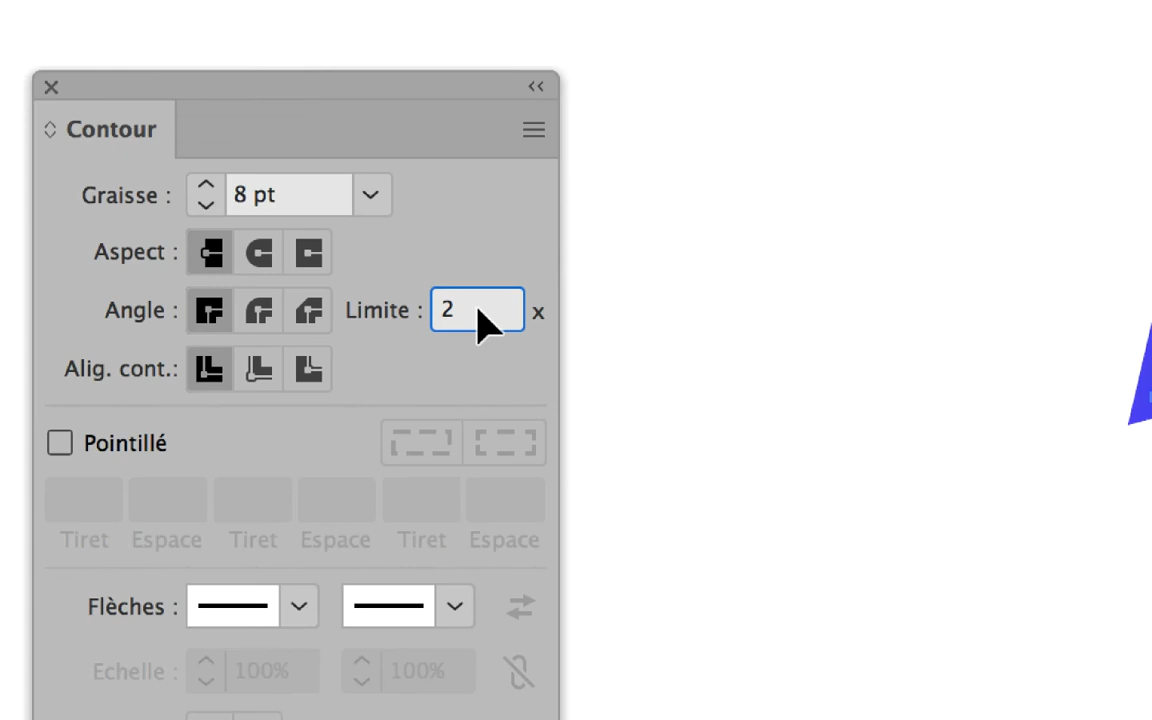 Contour
Graisse : 8 pt
Aspect :
Angle : Limite : 2 x
Alig. cont.:
Pointillé
Tiret Espace Tiret Espace Tiret Espace
Flèches :
Echelle : 100% 100%